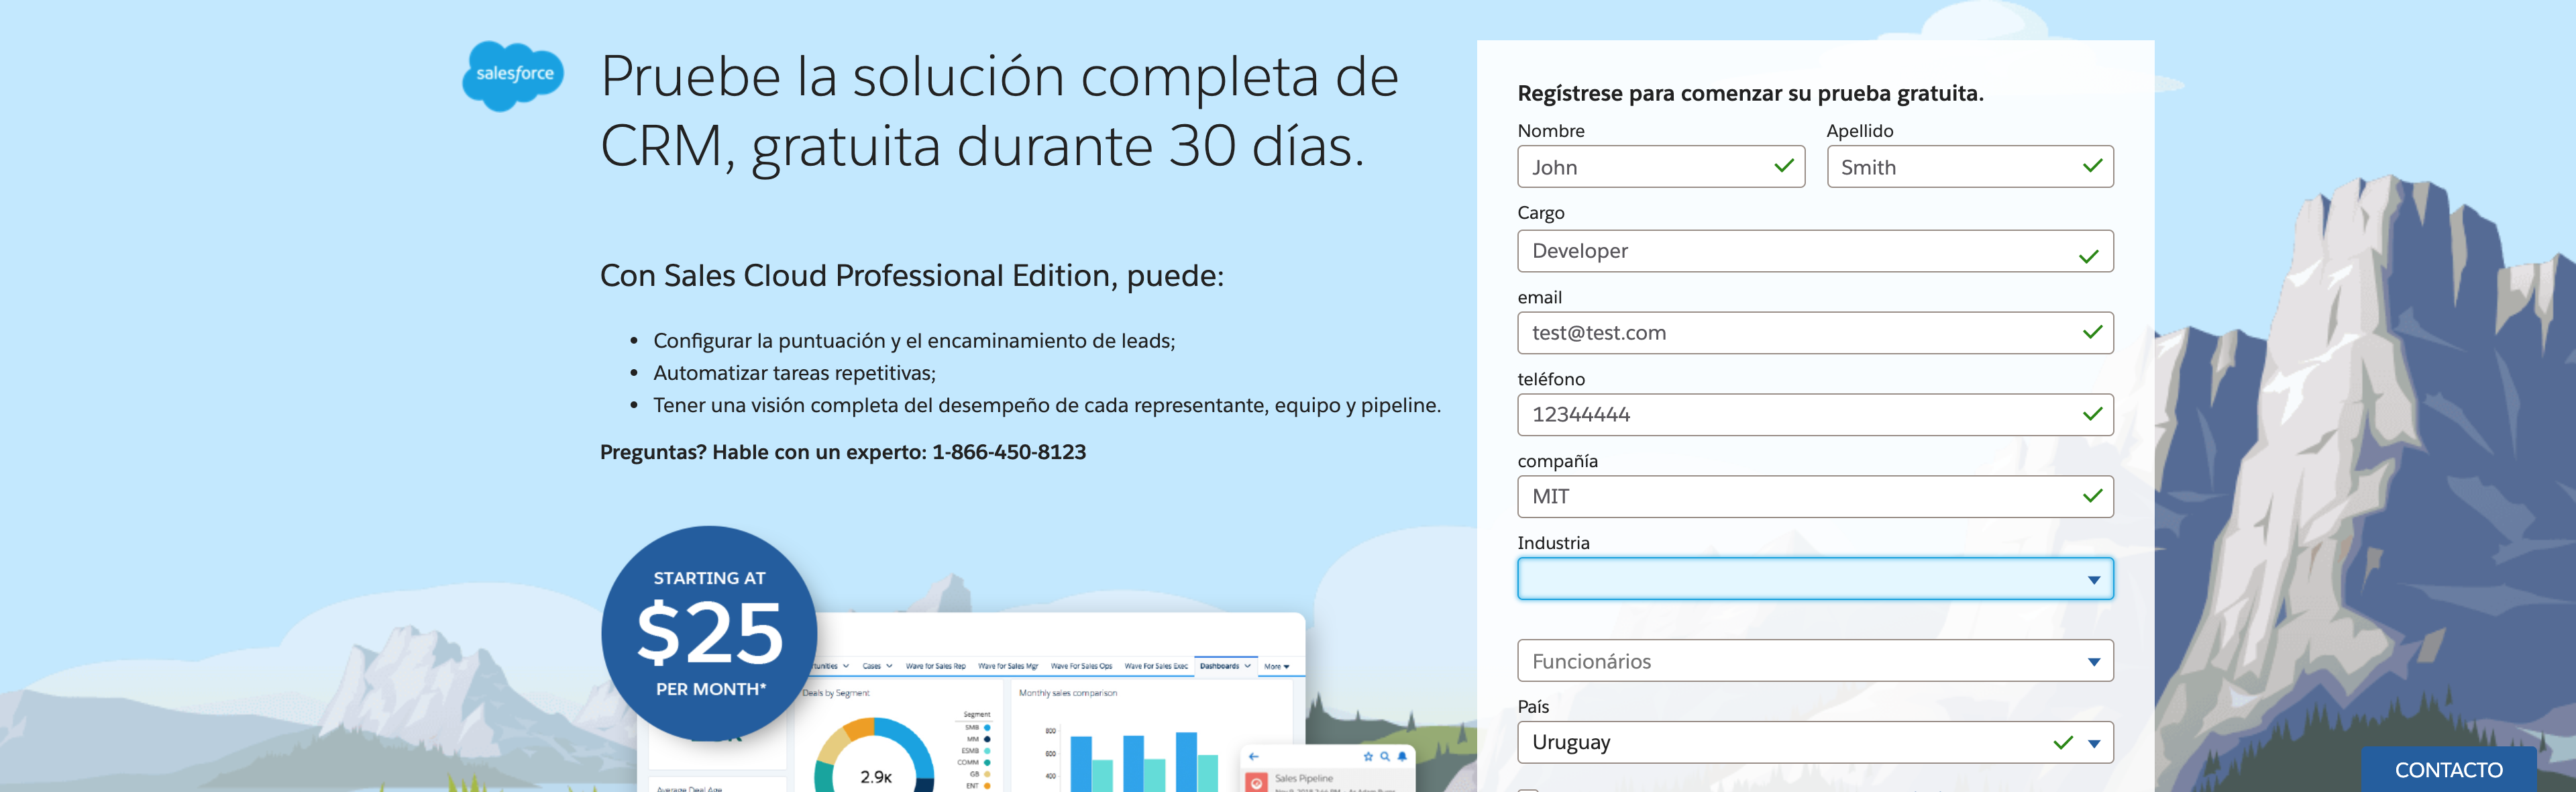 salesforce
Pruebe la solución completa de
CRM, gratuita durante 30 días.
Con Sales Cloud Professional Edition, puede:
• Configurar la puntuación y el encaminamiento de leads;
• Automatizar tareas repetitivas;
• Tener una visión completa del desempeño de cada representante, equipo y pipeline.
Preguntas? Hable con un experto: 1-866-450-8123
STARTING AT
$25
PER MONTH*
Cases
Wave for Sales Rep
Wave for Sales Mgr
Wave For Sales Ops
Wave For Sales Exec
Dashboards
More
Deals by Segment
Segment
SMB
MM
ESMB
COMM
GB
ENT
2.9K
Monthly sales comparison
800
600
400
Average Deal Age
Sales Pipeline
Regístrese para comenzar su prueba gratuita.
Nombre
Apellido
John
Smith
Cargo
Developer
email
test@test.com
teléfono
12344444
compañía
MIT
Industria
Funcionários
País
Uruguay
CONTACTO